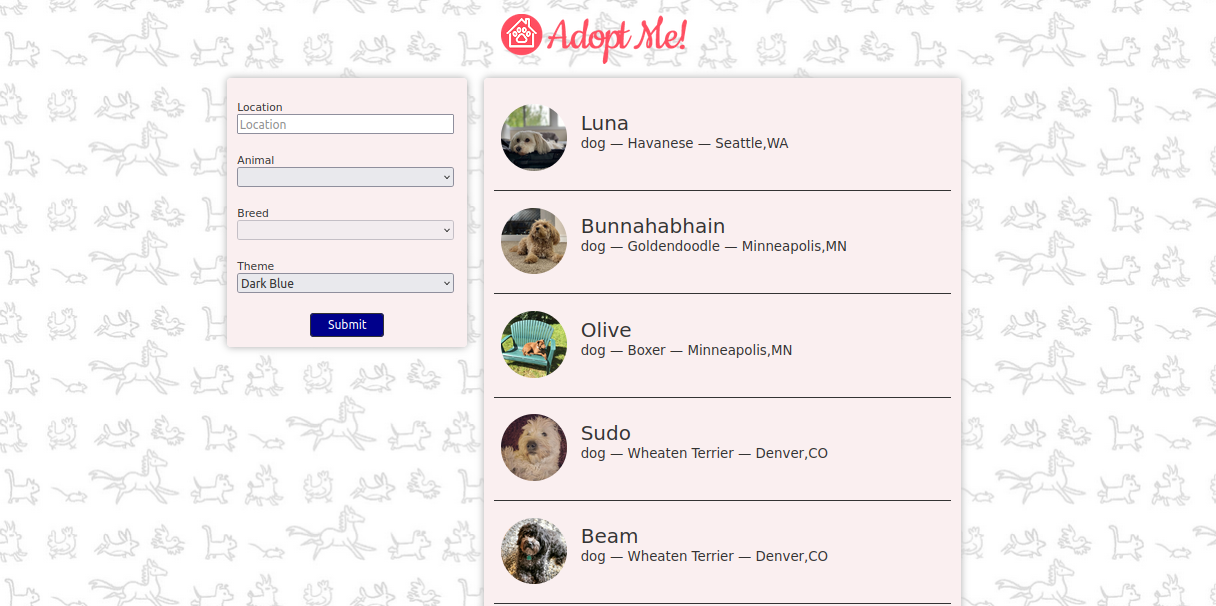 Adopt Me!
Location
Location
Animal
Breed
Theme
Dark Blue
Submit
Luna
dog — Havanese — Seattle,WA
Bunnahabhain
dog — Goldendoodle — Minneapolis,MN
Olive
dog — Boxer — Minneapolis,MN
Sudo
dog — Wheaten Terrier — Denver,CO
Beam
dog — Wheaten Terrier — Denver,CO